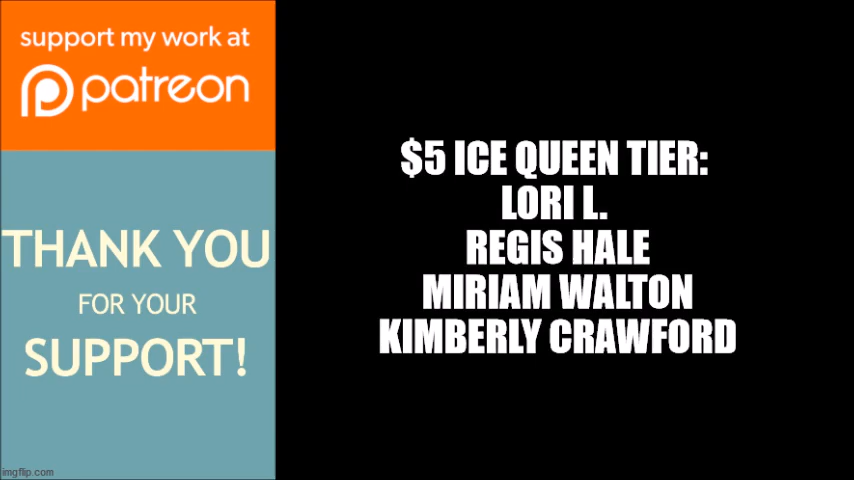 support my work at
patreon
THANK YOU
FOR YOUR
SUPPORT!
$5 ICE QUEEN TIER:
LORI L.
REGIS HALE
MIRIAM WALTON
KIMBERLY CRAWFORD
imgflip.com